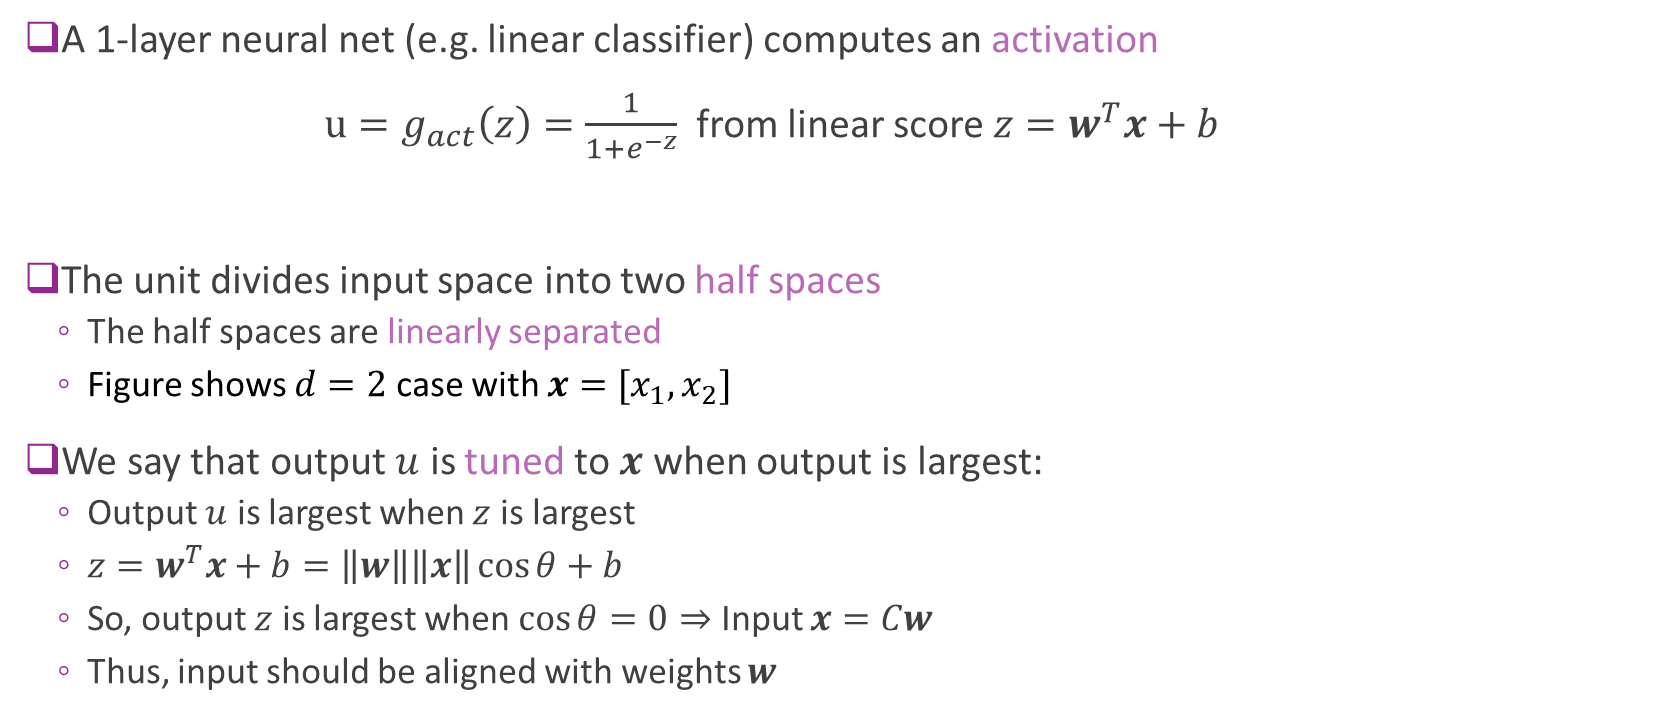 ❑A 1-layer neural net (e.g. linear classifier) computes an activation
u = g_act(z) = 1/(1+e^{−z}) from linear score z = w^T x + b
❑The unit divides input space into two half spaces
◦ The half spaces are linearly separated
◦ Figure shows d = 2 case with x = [x₁, x₂]
❑We say that output u is tuned to x when output is largest:
◦ Output u is largest when z is largest
◦ z = w^T x + b = ‖w‖‖x‖ cos θ + b
◦ So, output z is largest when cos θ = 0 ⇒ Input x = Cw
◦ Thus, input should be aligned with weights w